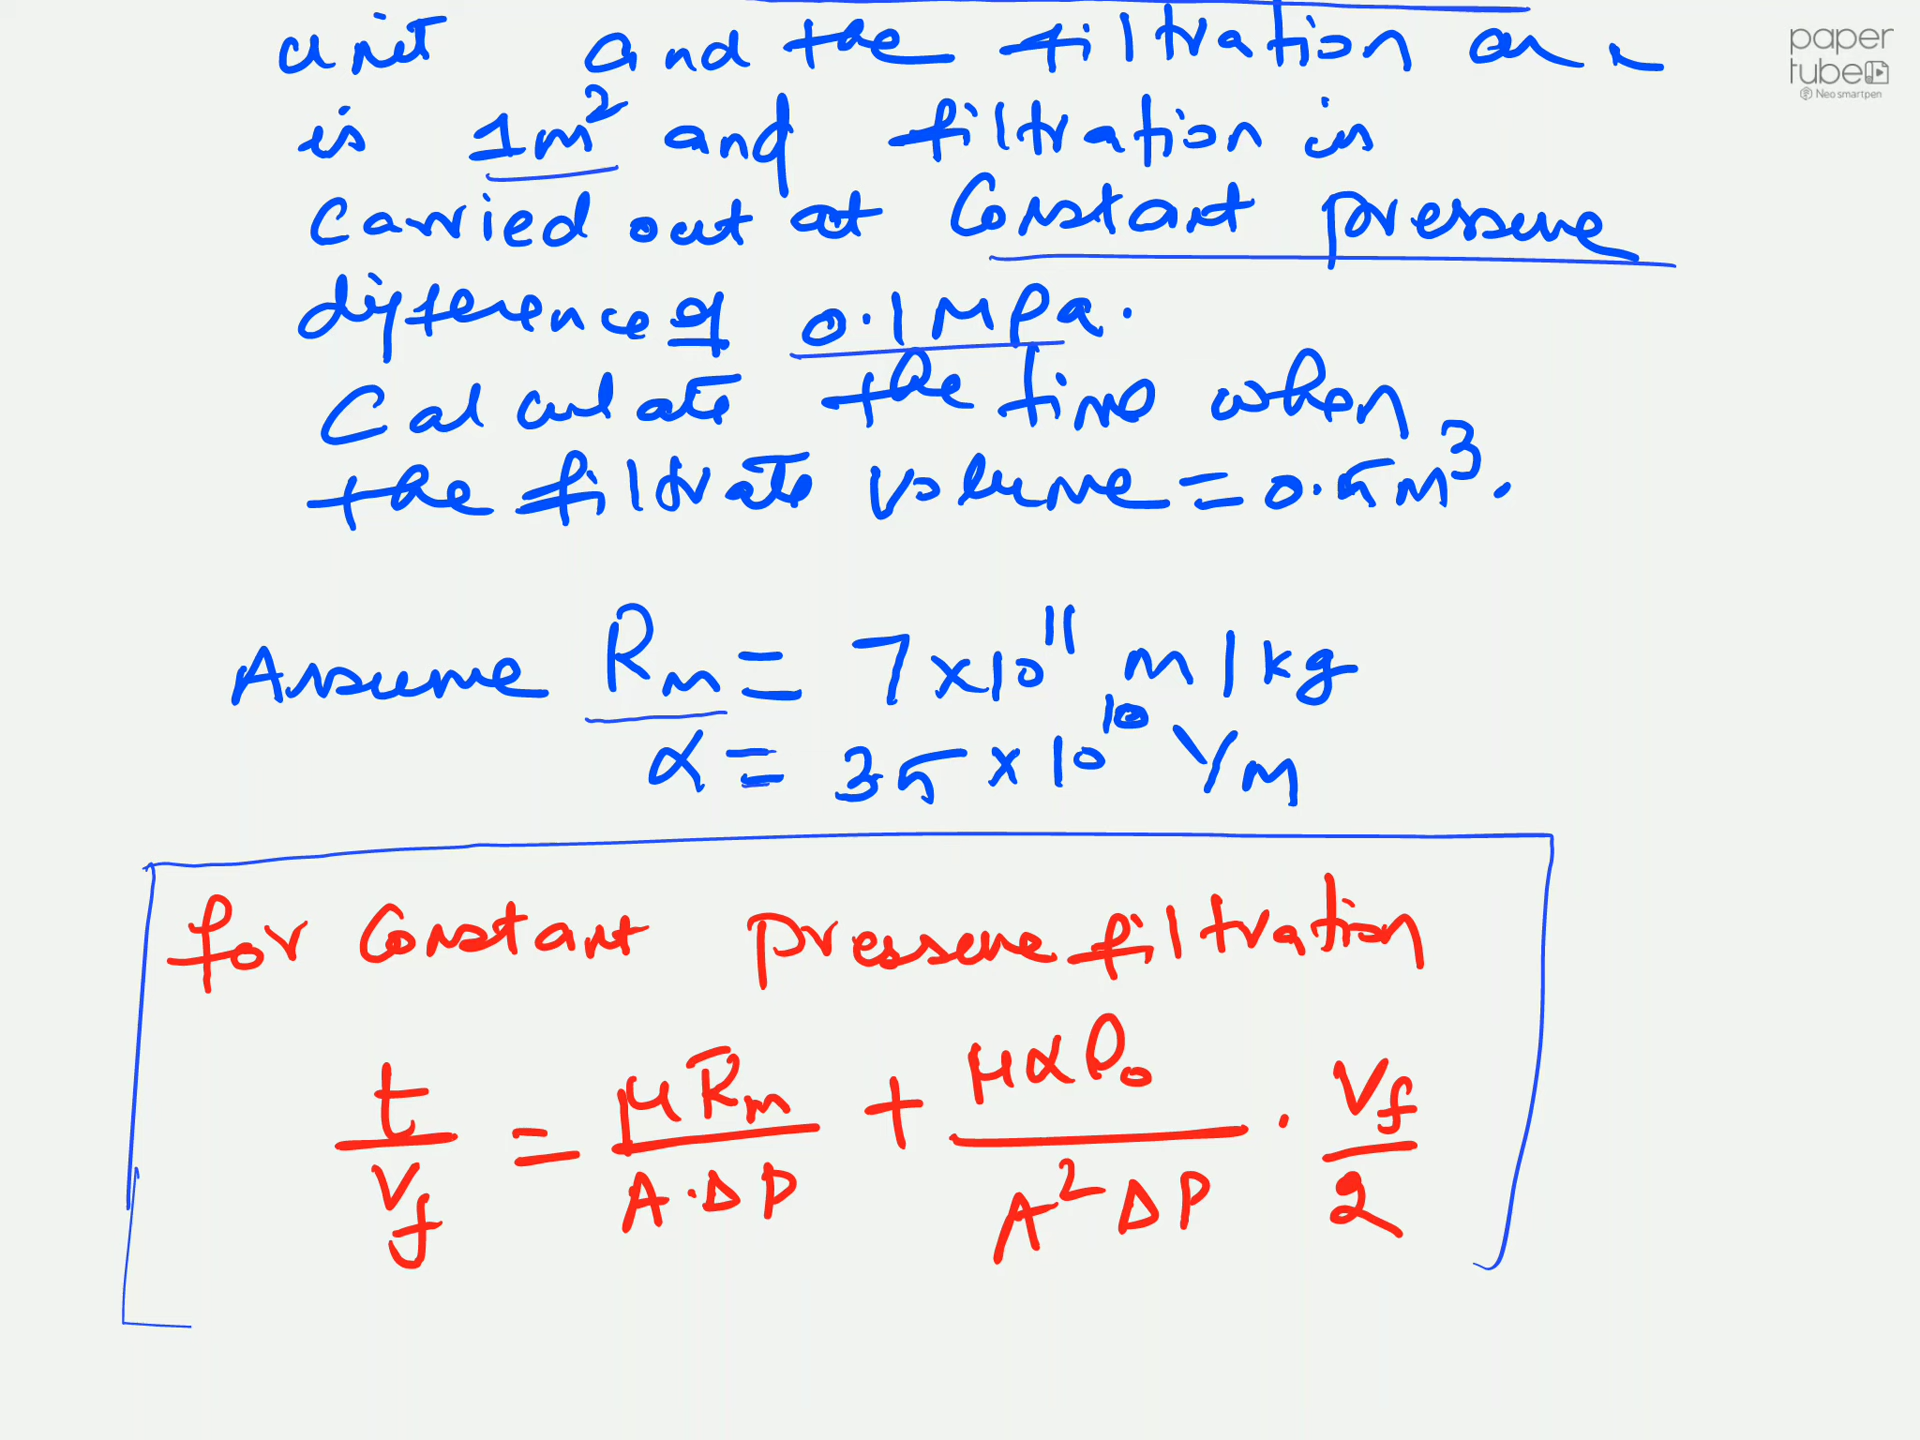 unit and the filtration are
is 1m² and filtration is
carried out at Constant pressure
difference of 0.1 MPa.
Calculate the time when
the filtrate volume = 0.5 m³.
Assume Rm = 7 × 10¹¹ m/kg
α = 35 × 10¹⁰ 1/m
for Constant pressure filtration
t/Vf = μRm/A·ΔP + μαρ₀/A²ΔP · Vf/2
paper
tube
Neo smartpen